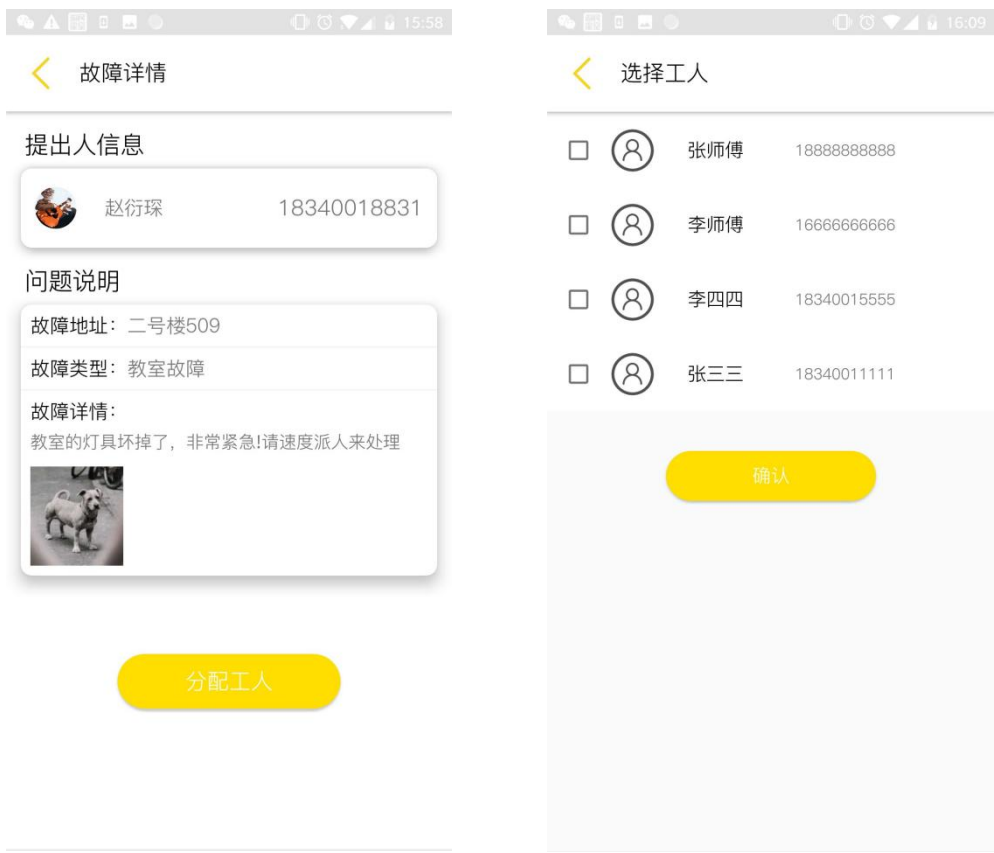 15:58
故障详情
提出人信息
赵衍琛 18340018831
问题说明
故障地址：二号楼509
故障类型：教室故障
故障详情：
教室的灯具坏掉了，非常紧急!请速度派人来处理
分配工人
16:09
选择工人
张师傅 18888888888
李师傅 16666666666
李四四 18340015555
张三三 18340011111
确认